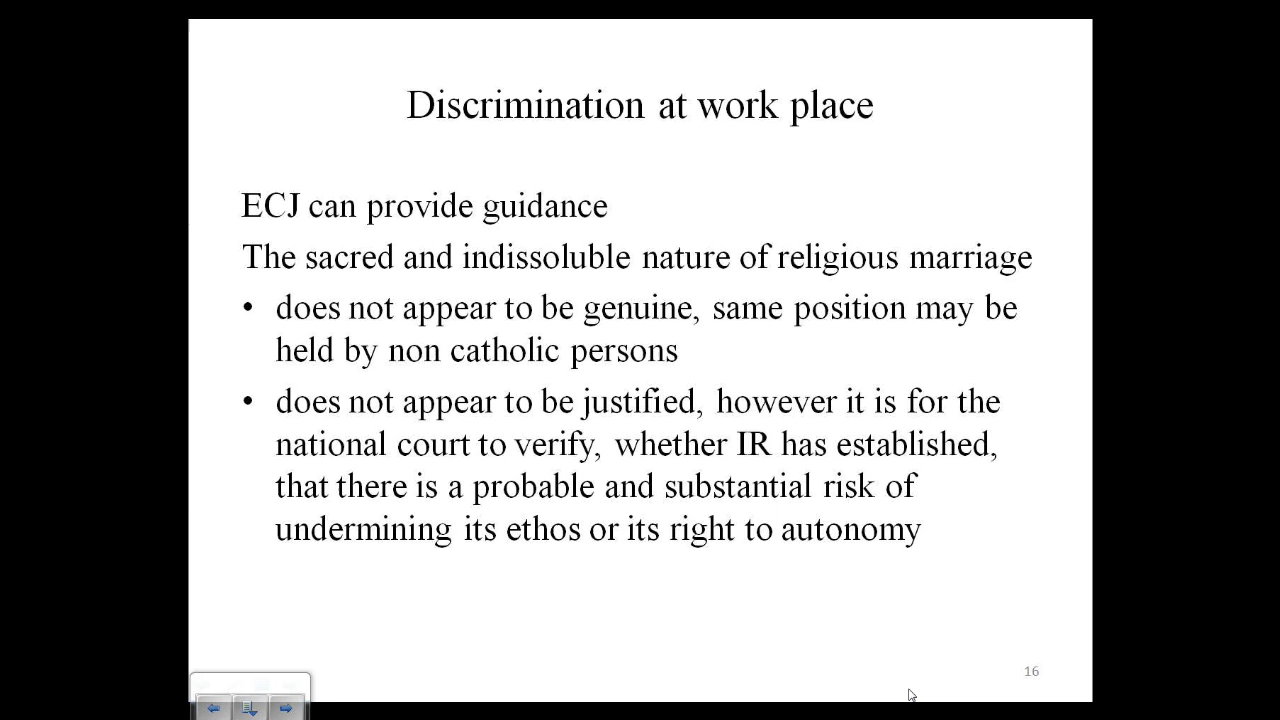 Discrimination at work place
ECJ can provide guidance
The sacred and indissoluble nature of religious marriage
• does not appear to be genuine, same position may be
held by non catholic persons
• does not appear to be justified, however it is for the
national court to verify, whether IR has established,
that there is a probable and substantial risk of
undermining its ethos or its right to autonomy
16